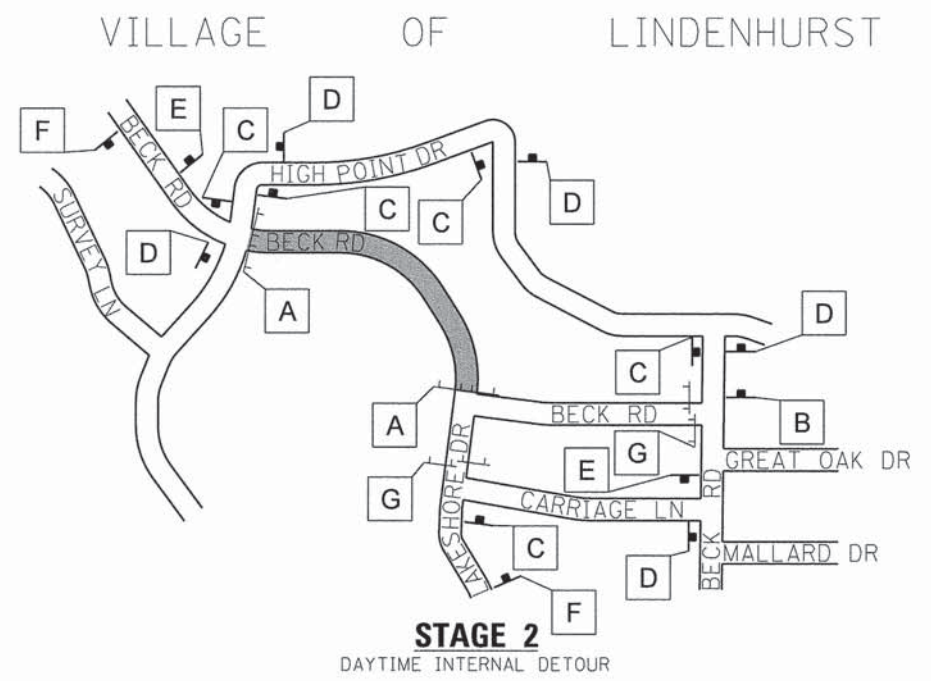 VILLAGE OF LINDENHURST
F
E
C
D
BECK RD
HIGH POINT DR
SURVEY LN
D
C
C
D
BECK RD
A
D
C
B
A
BECK RD
G
GREAT OAK DR
E
G
LAKESHORE DR
CARRIAGE LN
BECK RD
C
D
MALLARD DR
F
STAGE 2
DAYTIME INTERNAL DETOUR